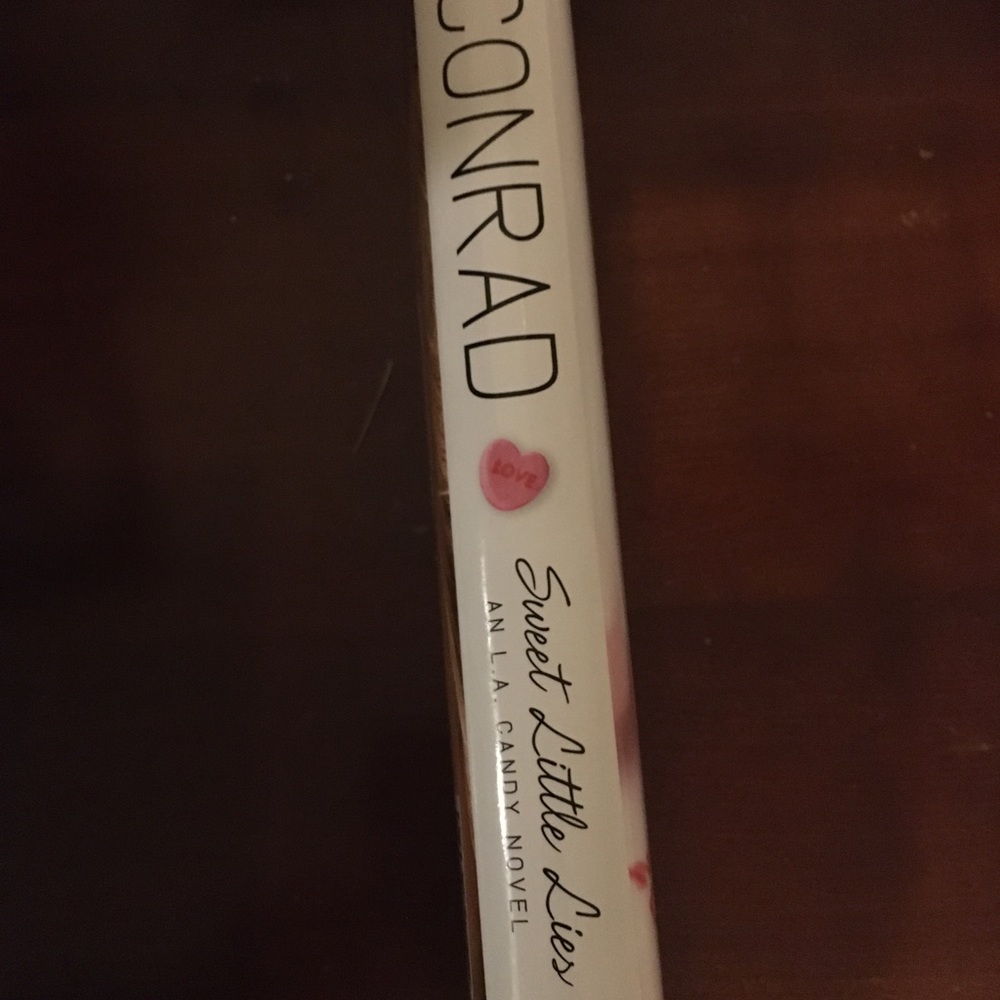 CONRAD
LOVE
Sweet Little Lies
AN L.A. CANDY NOVEL